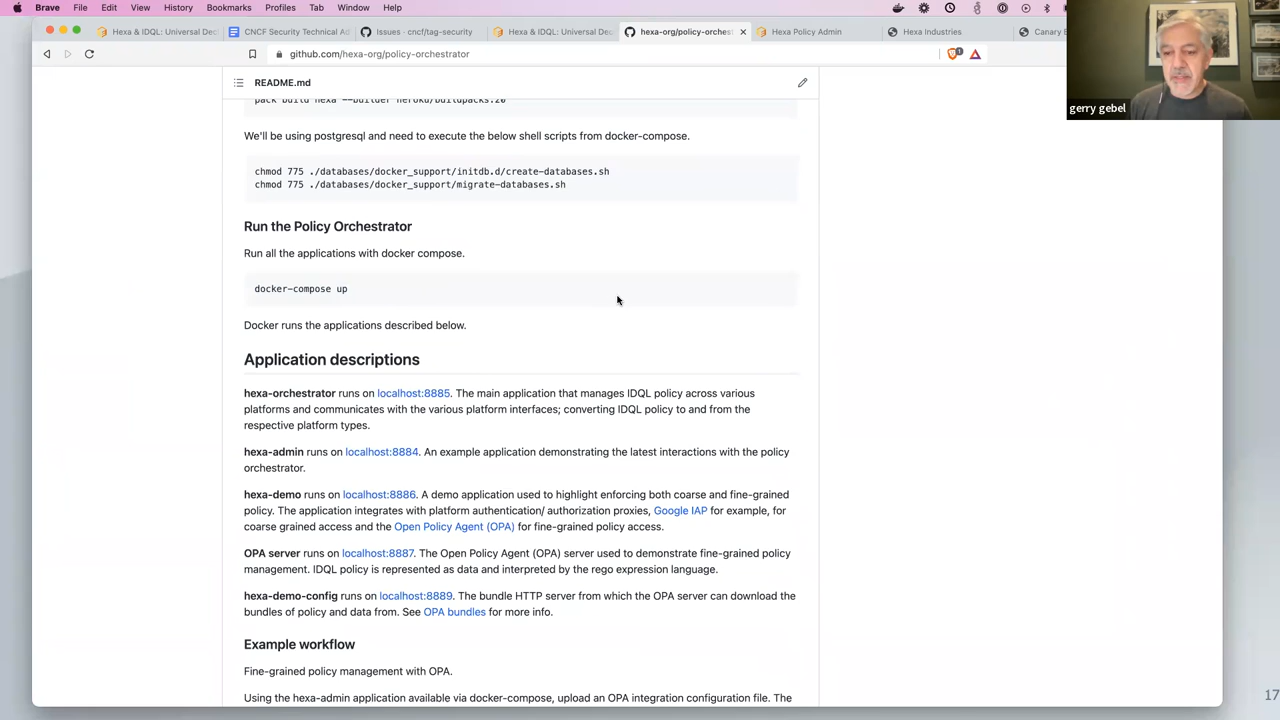 Brave File Edit View History Bookmarks Profiles Tab Window Help
Hexa & IDQL: Universal Dec
CNCF Security Technical Ad
Issues · cncf/tag-security
Hexa & IDQL: Universal Dec
hexa-org/policy-orchest
Hexa Policy Admin
Hexa Industries
Canary B
github.com/hexa-org/policy-orchestrator
gerry gebel
README.md
pack build hexa --builder heroku/buildpacks:20
We'll be using postgresql and need to execute the below shell scripts from docker-compose.
chmod 775 ./databases/docker_support/initdb.d/create-databases.sh
chmod 775 ./databases/docker_support/migrate-databases.sh
Run the Policy Orchestrator
Run all the applications with docker compose.
docker-compose up
Docker runs the applications described below.
Application descriptions
hexa-orchestrator runs on localhost:8885. The main application that manages IDQL policy across various
platforms and communicates with the various platform interfaces; converting IDQL policy to and from the
respective platform types.
hexa-admin runs on localhost:8884. An example application demonstrating the latest interactions with the policy
orchestrator.
hexa-demo runs on localhost:8886. A demo application used to highlight enforcing both coarse and fine-grained
policy. The application integrates with platform authentication/ authorization proxies, Google IAP for example, for
coarse grained access and the Open Policy Agent (OPA) for fine-grained policy access.
OPA server runs on localhost:8887. The Open Policy Agent (OPA) server used to demonstrate fine-grained policy
management. IDQL policy is represented as data and interpreted by the rego expression language.
hexa-demo-config runs on localhost:8889. The bundle HTTP server from which the OPA server can download the
bundles of policy and data from. See OPA bundles for more info.
Example workflow
Fine-grained policy management with OPA.
Using the hexa-admin application available via docker-compose, upload an OPA integration configuration file. The
17